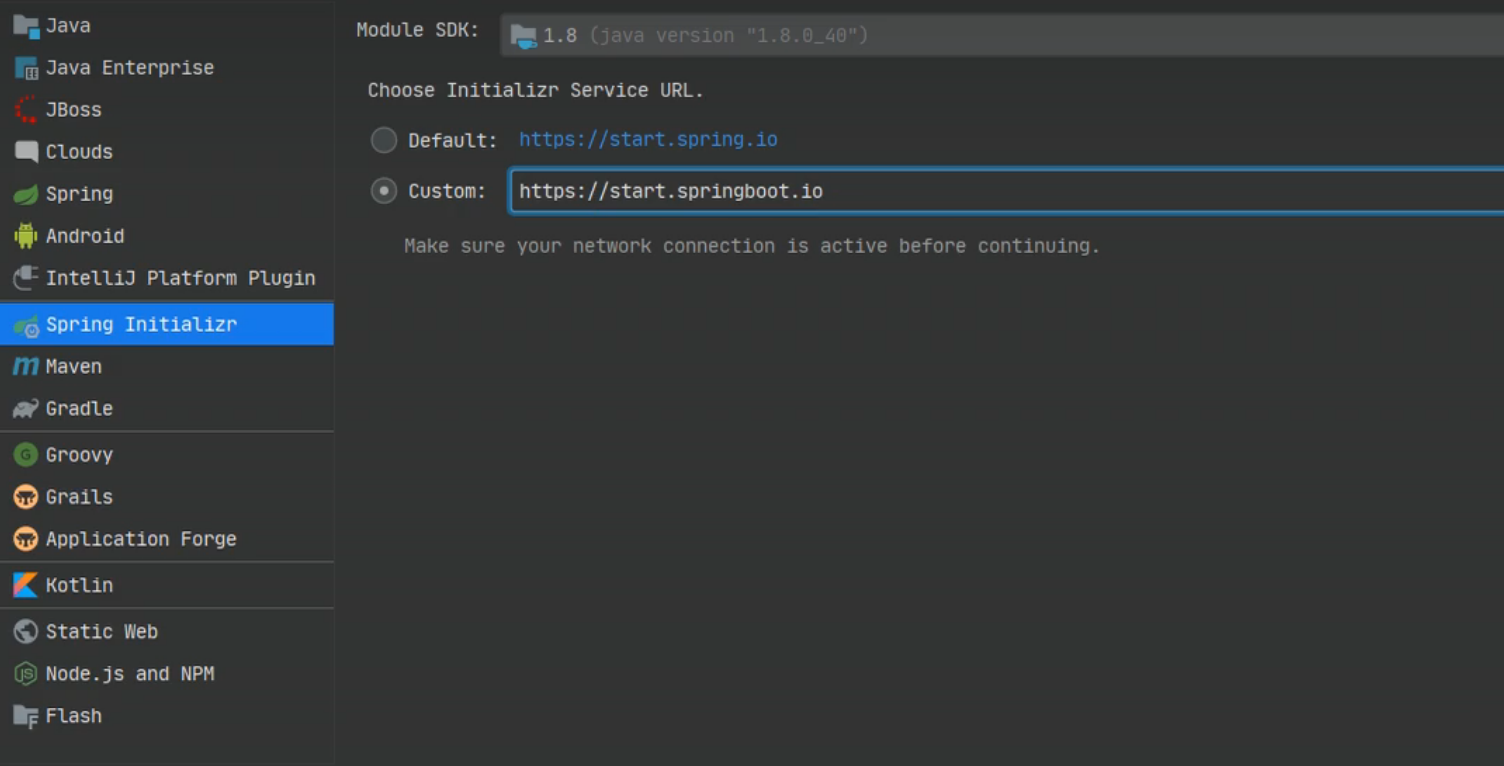 Java
Java Enterprise
JBoss
Clouds
Spring
Android
IntelliJ Platform Plugin
Spring Initializr
Maven
Gradle
Groovy
Grails
Application Forge
Kotlin
Static Web
Node.js and NPM
Flash
Module SDK: 1.8 (java version "1.8.0_40")
Choose Initializr Service URL.
Default: https://start.spring.io
Custom: https://start.springboot.io
Make sure your network connection is active before continuing.